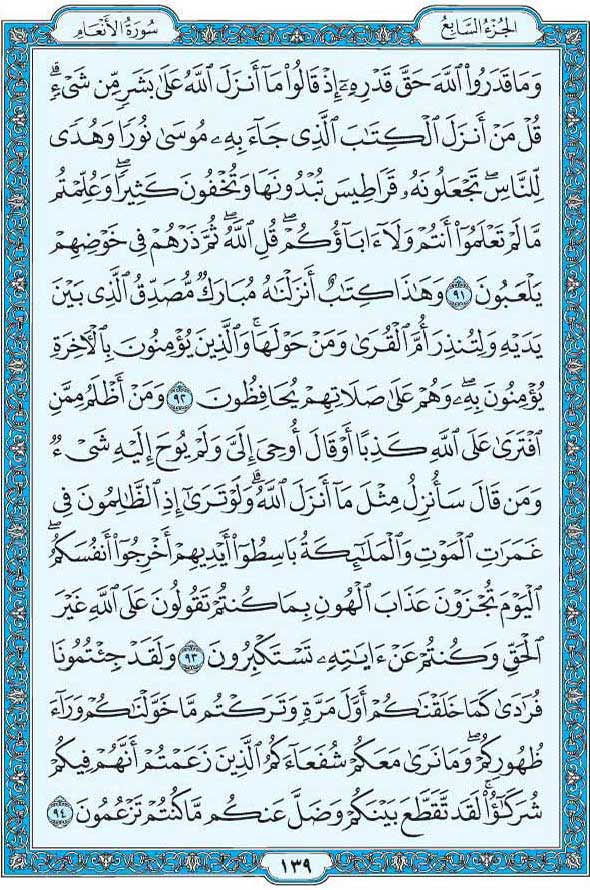 الجزء السابع
سورة الأنعام
وَمَا قَدَرُوا۟ ٱللَّهَ حَقَّ قَدْرِهِۦٓ إِذْ قَالُوا۟ مَآ أَنزَلَ ٱللَّهُ عَلَىٰ بَشَرٍ مِّن شَىْءٍۗ
قُلْ مَنْ أَنزَلَ ٱلْكِتَٰبَ ٱلَّذِى جَآءَ بِهِۦ مُوسَىٰ نُورًا وَهُدًى
لِّلنَّاسِۖ تَجْعَلُونَهُۥ قَرَاطِيسَ تُبْدُونَهَا وَتُخْفُونَ كَثِيرًاۖ وَعُلِّمْتُم
مَّا لَمْ تَعْلَمُوٓا۟ أَنتُمْ وَلَآ ءَابَآؤُكُمْۖ قُلِ ٱللَّهُۖ ثُمَّ ذَرْهُمْ فِى خَوْضِهِمْ
يَلْعَبُونَ ٩١ وَهَٰذَا كِتَٰبٌ أَنزَلْنَٰهُ مُبَارَكٌ مُّصَدِّقُ ٱلَّذِى بَيْنَ
يَدَيْهِ وَلِتُنذِرَ أُمَّ ٱلْقُرَىٰ وَمَنْ حَوْلَهَاۚ وَٱلَّذِينَ يُؤْمِنُونَ بِٱلْءَاخِرَةِ
يُؤْمِنُونَ بِهِۦۖ وَهُمْ عَلَىٰ صَلَاتِهِمْ يُحَافِظُونَ ٩٢ وَمَنْ أَظْلَمُ مِمَّنِ
ٱفْتَرَىٰ عَلَى ٱللَّهِ كَذِبًا أَوْ قَالَ أُوحِىَ إِلَىَّ وَلَمْ يُوحَ إِلَيْهِ شَىْءٌ
وَمَن قَالَ سَأُنزِلُ مِثْلَ مَآ أَنزَلَ ٱللَّهُۗ وَلَوْ تَرَىٰٓ إِذِ ٱلظَّٰلِمُونَ فِى
غَمَرَٰتِ ٱلْمَوْتِ وَٱلْمَلَٰٓئِكَةُ بَاسِطُوٓا۟ أَيْدِيهِمْ أَخْرِجُوٓا۟ أَنفُسَكُمُۖ
ٱلْيَوْمَ تُجْزَوْنَ عَذَابَ ٱلْهُونِ بِمَا كُنتُمْ تَقُولُونَ عَلَى ٱللَّهِ غَيْرَ
ٱلْحَقِّ وَكُنتُمْ عَنْ ءَايَٰتِهِۦ تَسْتَكْبِرُونَ ٩٣ وَلَقَدْ جِئْتُمُونَا
فُرَٰدَىٰ كَمَا خَلَقْنَٰكُمْ أَوَّلَ مَرَّةٍ وَتَرَكْتُم مَّا خَوَّلْنَٰكُمْ وَرَآءَ
ظُهُورِكُمْۖ وَمَا نَرَىٰ مَعَكُمْ شُفَعَآءَكُمُ ٱلَّذِينَ زَعَمْتُمْ أَنَّهُمْ فِيكُمْ
شُرَكَٰٓؤُا۟ۚ لَقَد تَّقَطَّعَ بَيْنَكُمْ وَضَلَّ عَنكُم مَّا كُنتُمْ تَزْعُمُونَ ٩٤
١٣٩